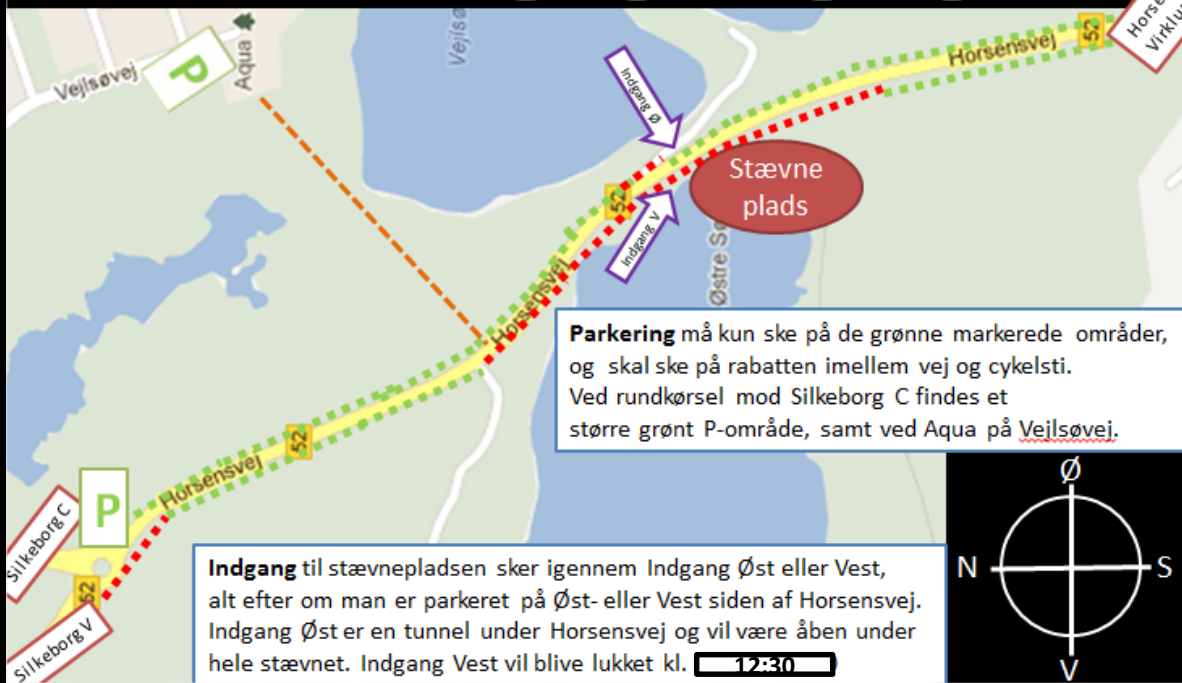 Vejlsøvej
P
Aqua
Vejlsø
Indgang Ø
Horsensvej
52
Stævne
plads
52
Indgang V
Horsensvej
Parkering må kun ske på de grønne markerede områder,
og skal ske på rabatten imellem vej og cykelsti.
Ved rundkørsel mod Silkeborg C findes et
større grønt P-område, samt ved Aqua på Vejlsøvej.
52
Horsensvej
P
Silkeborg C
52
Silkeborg V
Indgang til stævnepladsen sker igennem Indgang Øst eller Vest,
alt efter om man er parkeret på Øst- eller Vest siden af Horsensvej.
Indgang Øst er en tunnel under Horsensvej og vil være åben under
hele stævnet. Indgang Vest vil blive lukket kl. 12:30
Ø
N
S
V